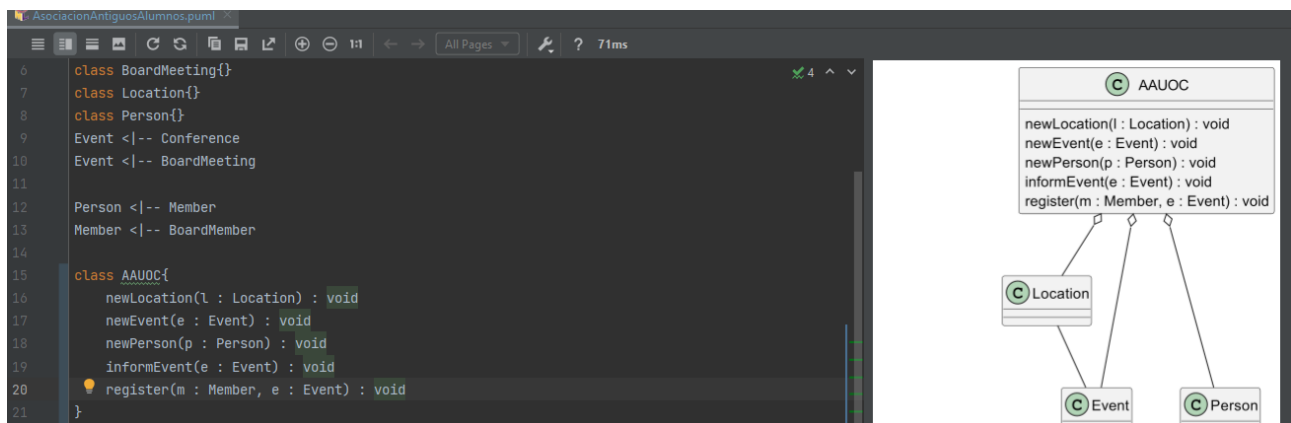 AsociacionAntiguosAlumnos.puml ×
1:1 All Pages ? 71ms
6 class BoardMeeting{}
7 class Location{}
8 class Person{}
9 Event <|-- Conference
10 Event <|-- BoardMeeting
11
12 Person <|-- Member
13 Member <|-- BoardMember
14
15 class AAUOC{
16 newLocation(l : Location) : void
17 newEvent(e : Event) : void
18 newPerson(p : Person) : void
19 informEvent(e : Event) : void
20 register(m : Member, e : Event) : void
21 }
4
C AAUOC
newLocation(l : Location) : void
newEvent(e : Event) : void
newPerson(p : Person) : void
informEvent(e : Event) : void
register(m : Member, e : Event) : void
C Location
C Event
C Person